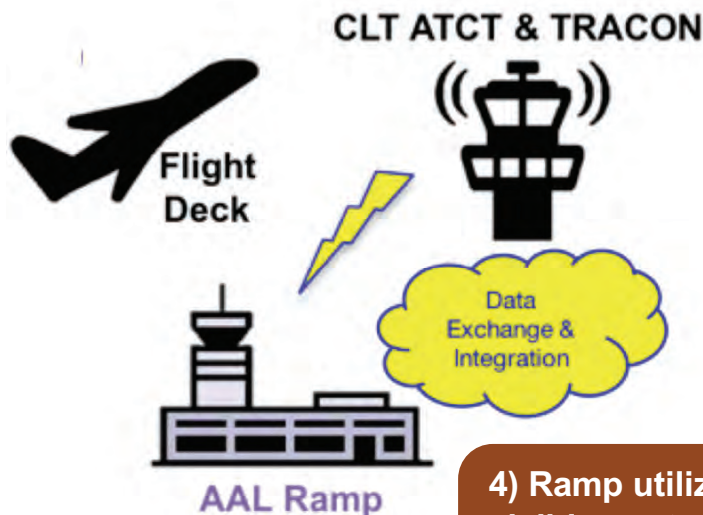 CLT ATCT & TRACON
Flight
Deck
Data
Exchange &
Integration
AAL Ramp
4) Ramp utiliz